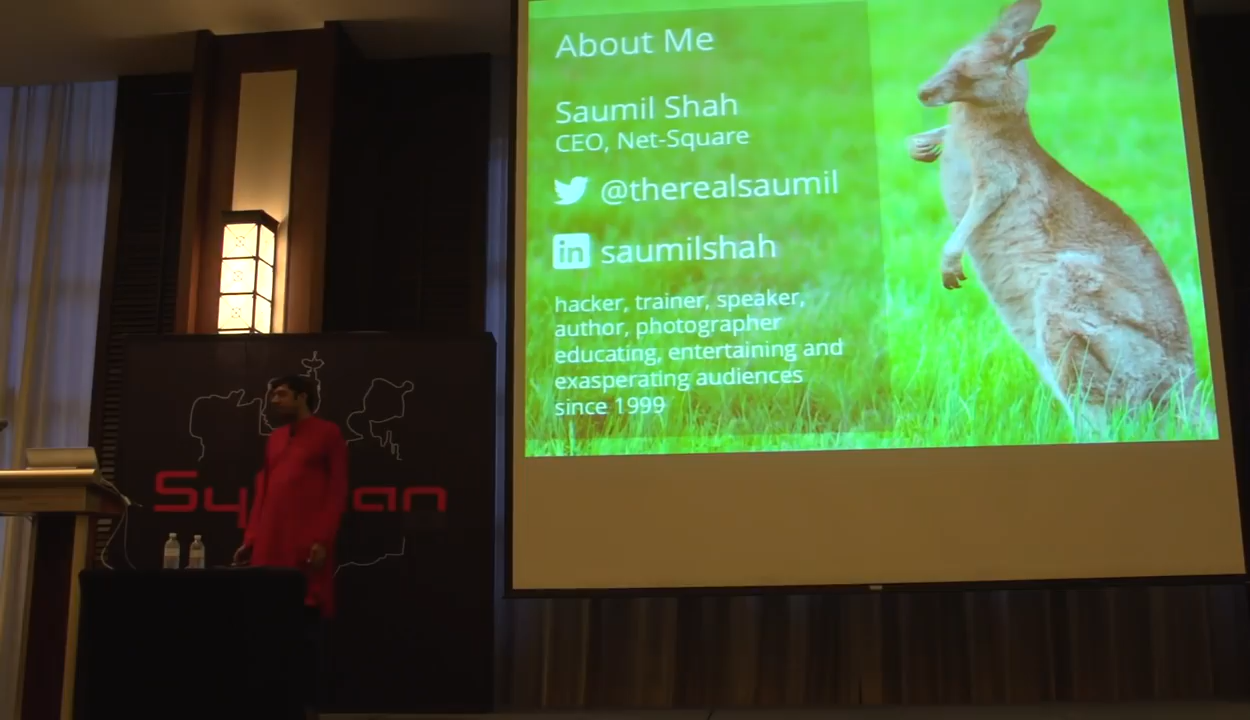 About Me
Saumil Shah
CEO, Net-Square
@therealsaumil
in saumilshah
hacker, trainer, speaker,
author, photographer
educating, entertaining and
exasperating audiences
since 1999